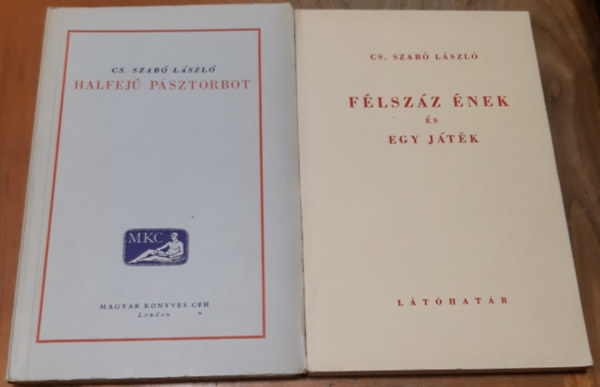 CS. SZABÓ LÁSZLÓ
HALFEJŰ PÁSZTORBOT
MKC
MAGYAR KÖNYVES CÉH
London
CS. SZABÓ LÁSZLÓ
FÉLSZÁZ ÉNEK
ÉS
EGY JÁTÉK
LÁTÓHATÁR